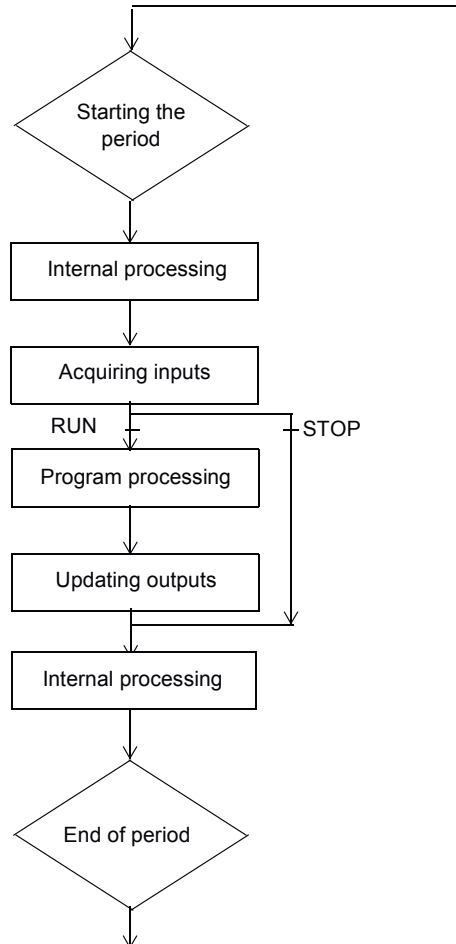 Starting the
period
Internal processing
Acquiring inputs
RUN
STOP
Program processing
Updating outputs
Internal processing
End of period